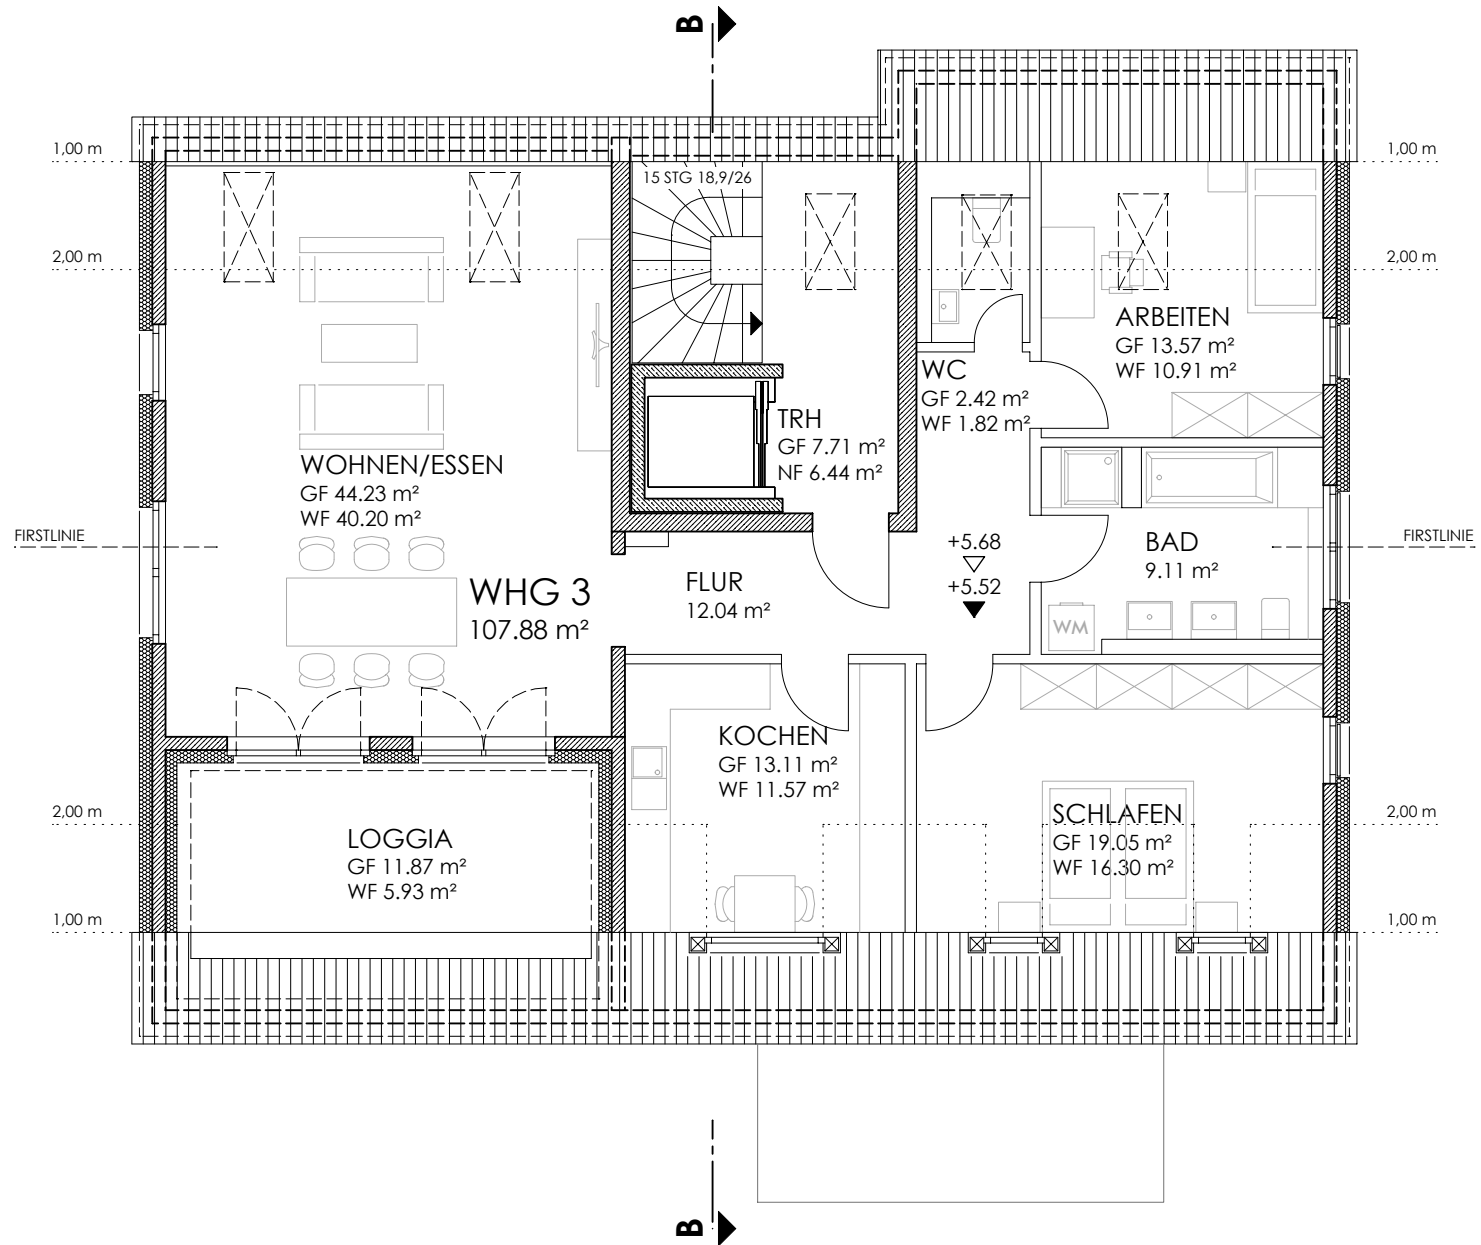 B
1,00 m
1,00 m
15 STG 18,9/26
2,00 m
2,00 m
ARBEITEN
GF 13.57 m²
WF 10.91 m²
WC
GF 2.42 m²
WF 1.82 m²
TRH
GF 7.71 m²
NF 6.44 m²
WOHNEN/ESSEN
GF 44.23 m²
WF 40.20 m²
FIRSTLINIE
FIRSTLINIE
+5.68
+5.52
BAD
9.11 m²
WHG 3
107.88 m²
FLUR
12.04 m²
WM
KOCHEN
GF 13.11 m²
WF 11.57 m²
2,00 m
2,00 m
SCHLAFEN
GF 19.05 m²
WF 16.30 m²
LOGGIA
GF 11.87 m²
WF 5.93 m²
1,00 m
1,00 m
B